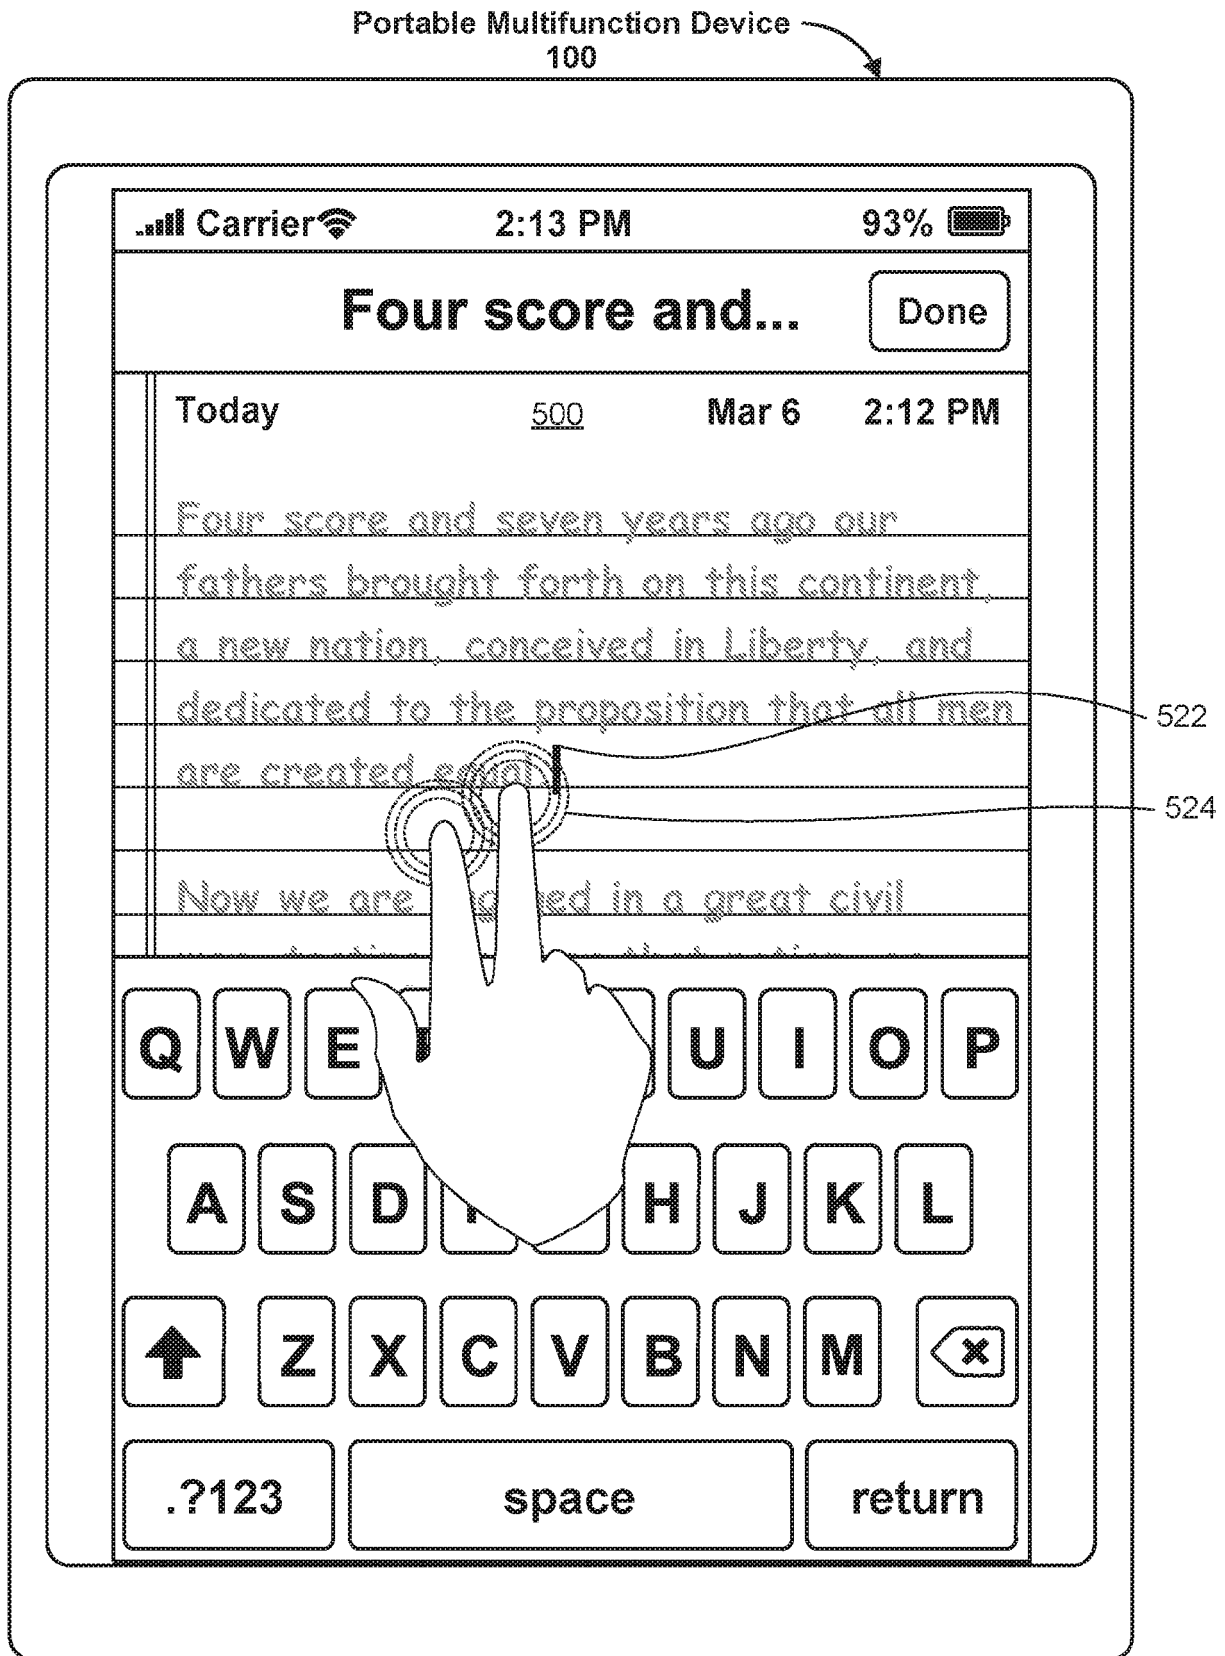 Portable Multifunction Device
100
Carrier 2:13 PM 93%
Four score and... Done
Today 500 Mar 6 2:12 PM
Four score and seven years ago our
fathers brought forth on this continent,
a new nation, conceived in Liberty, and
dedicated to the proposition that all men
522
are created equal
524
Now we are ged in a great civil
Q W E U I O P
A S D H J K L
Z X C V B N M
.?123 space return